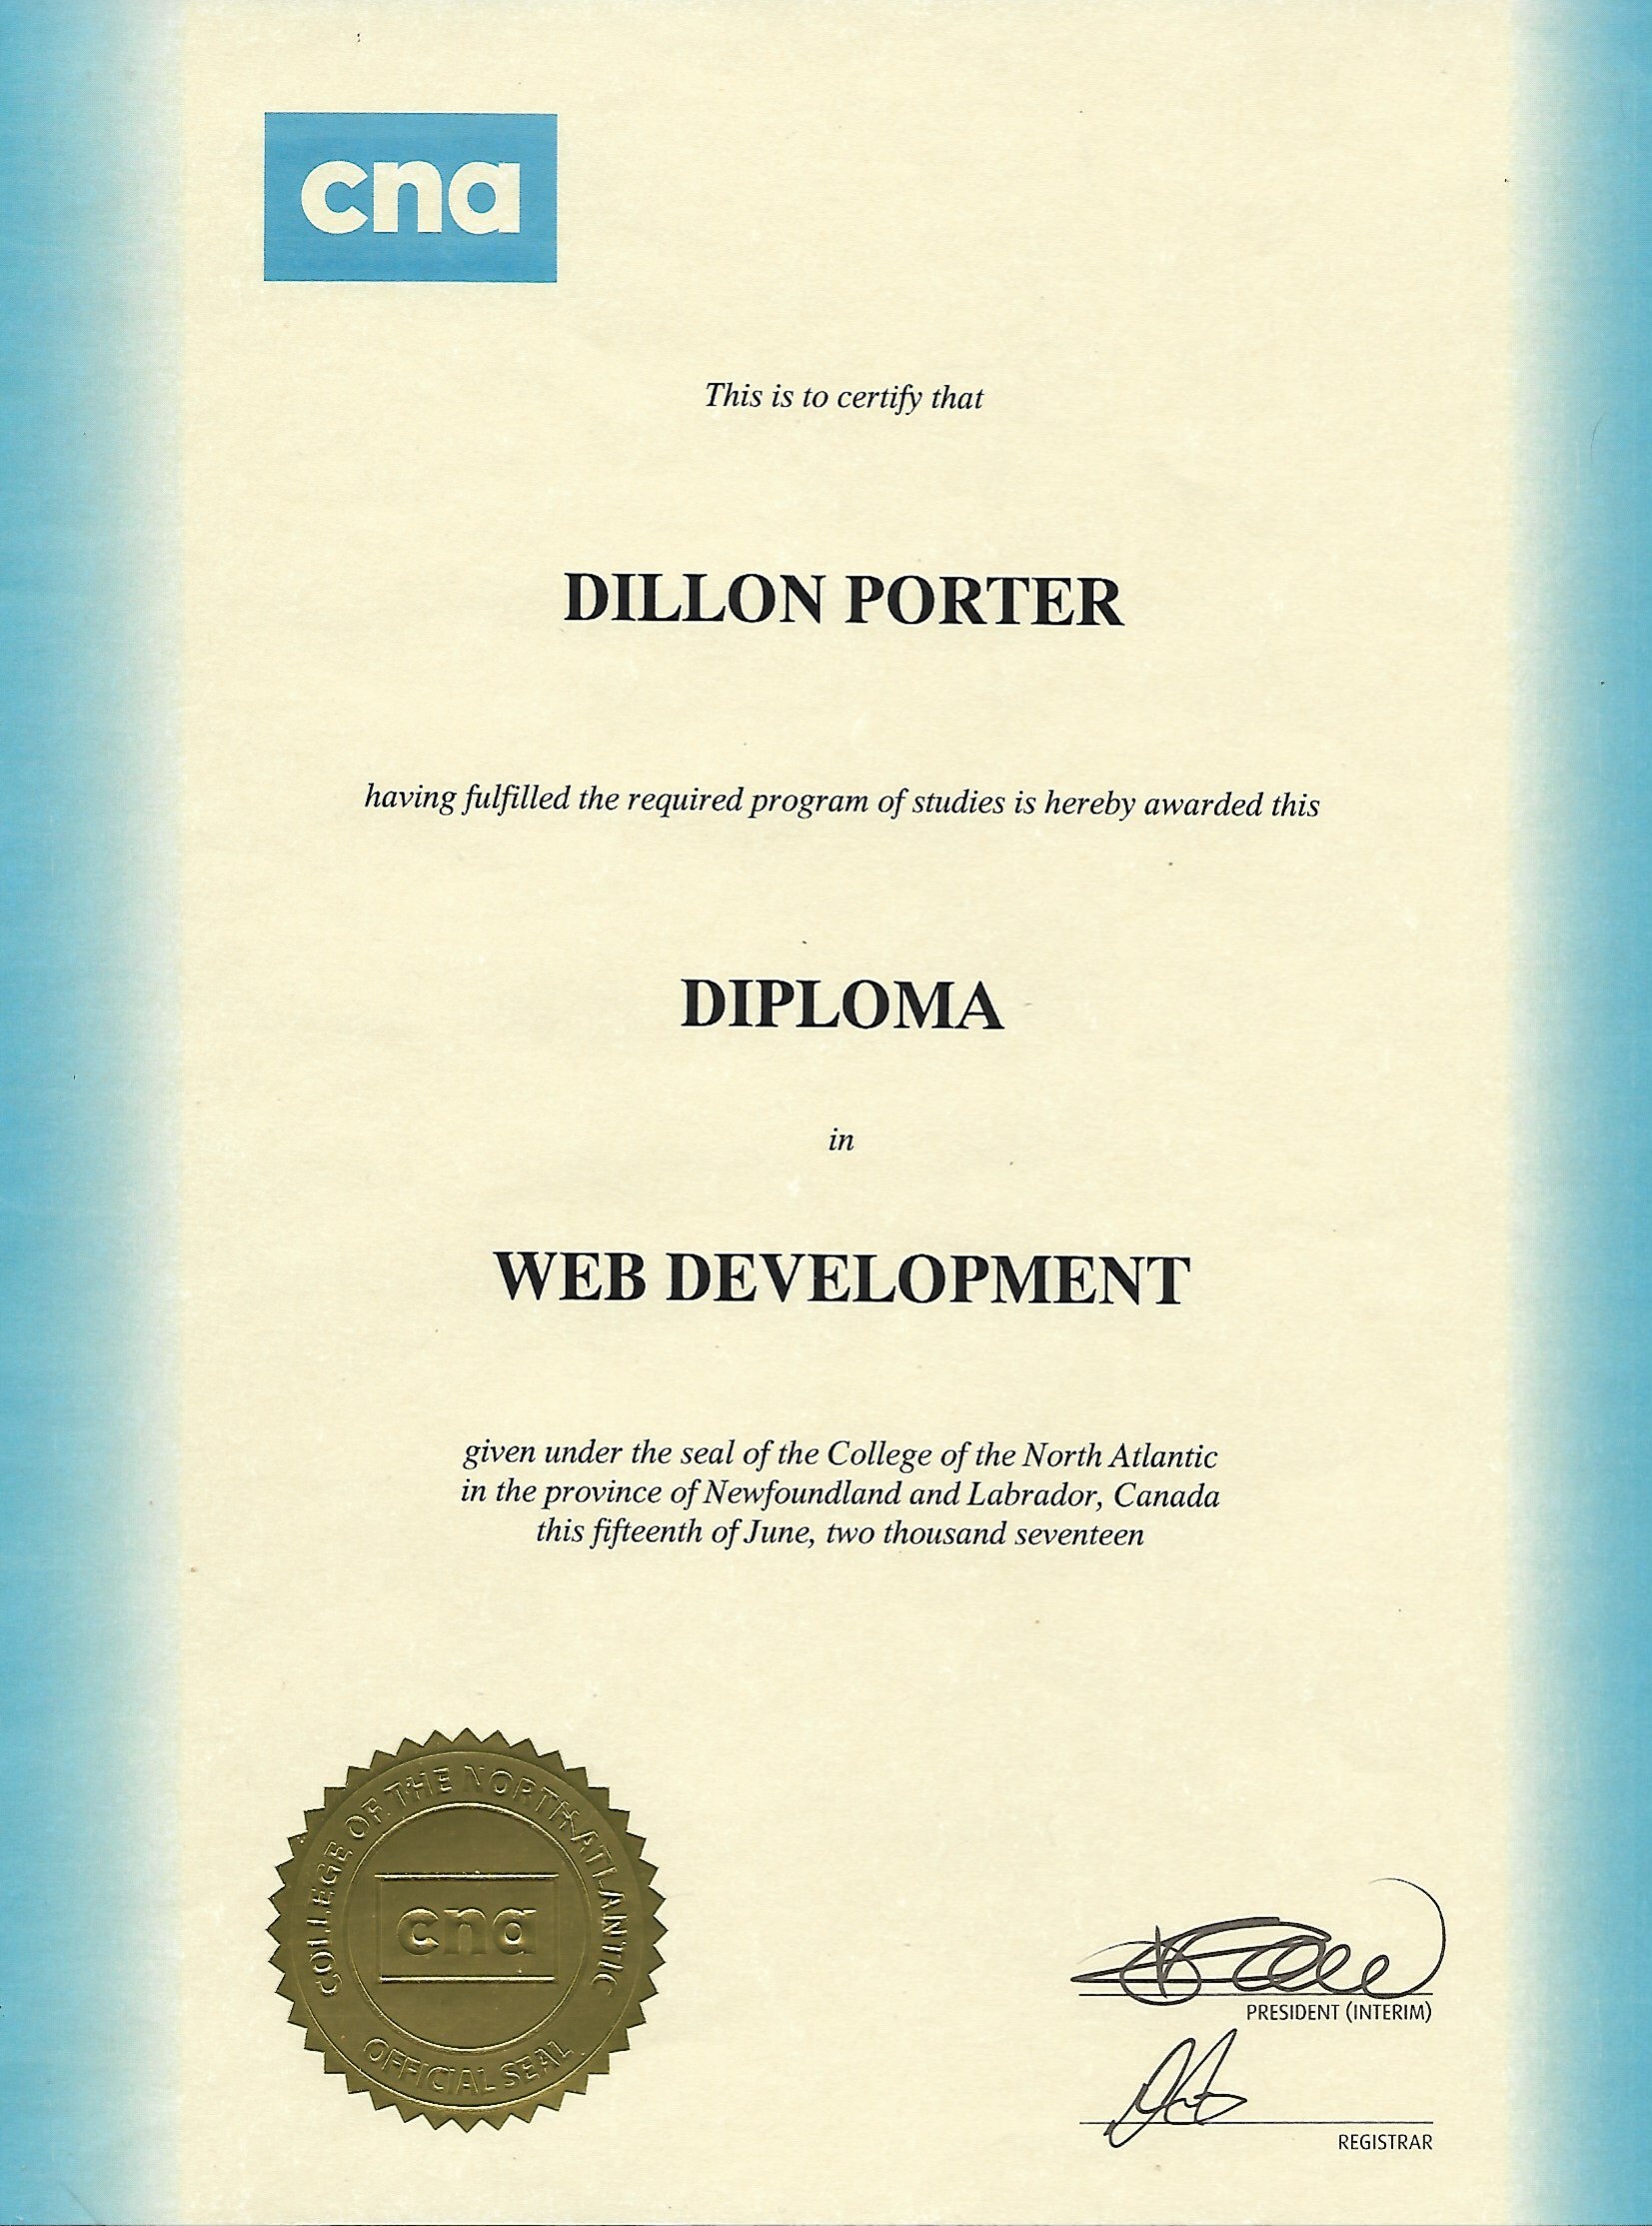 cna
This is to certify that
DILLON PORTER
having fulfilled the required program of studies is hereby awarded this
DIPLOMA
in
WEB DEVELOPMENT
given under the seal of the College of the North Atlantic
in the province of Newfoundland and Labrador, Canada
this fifteenth of June, two thousand seventeen
COLLEGE OF THE NORTH ATLANTIC
cna
OFFICIAL SEAL
PRESIDENT (INTERIM)
REGISTRAR